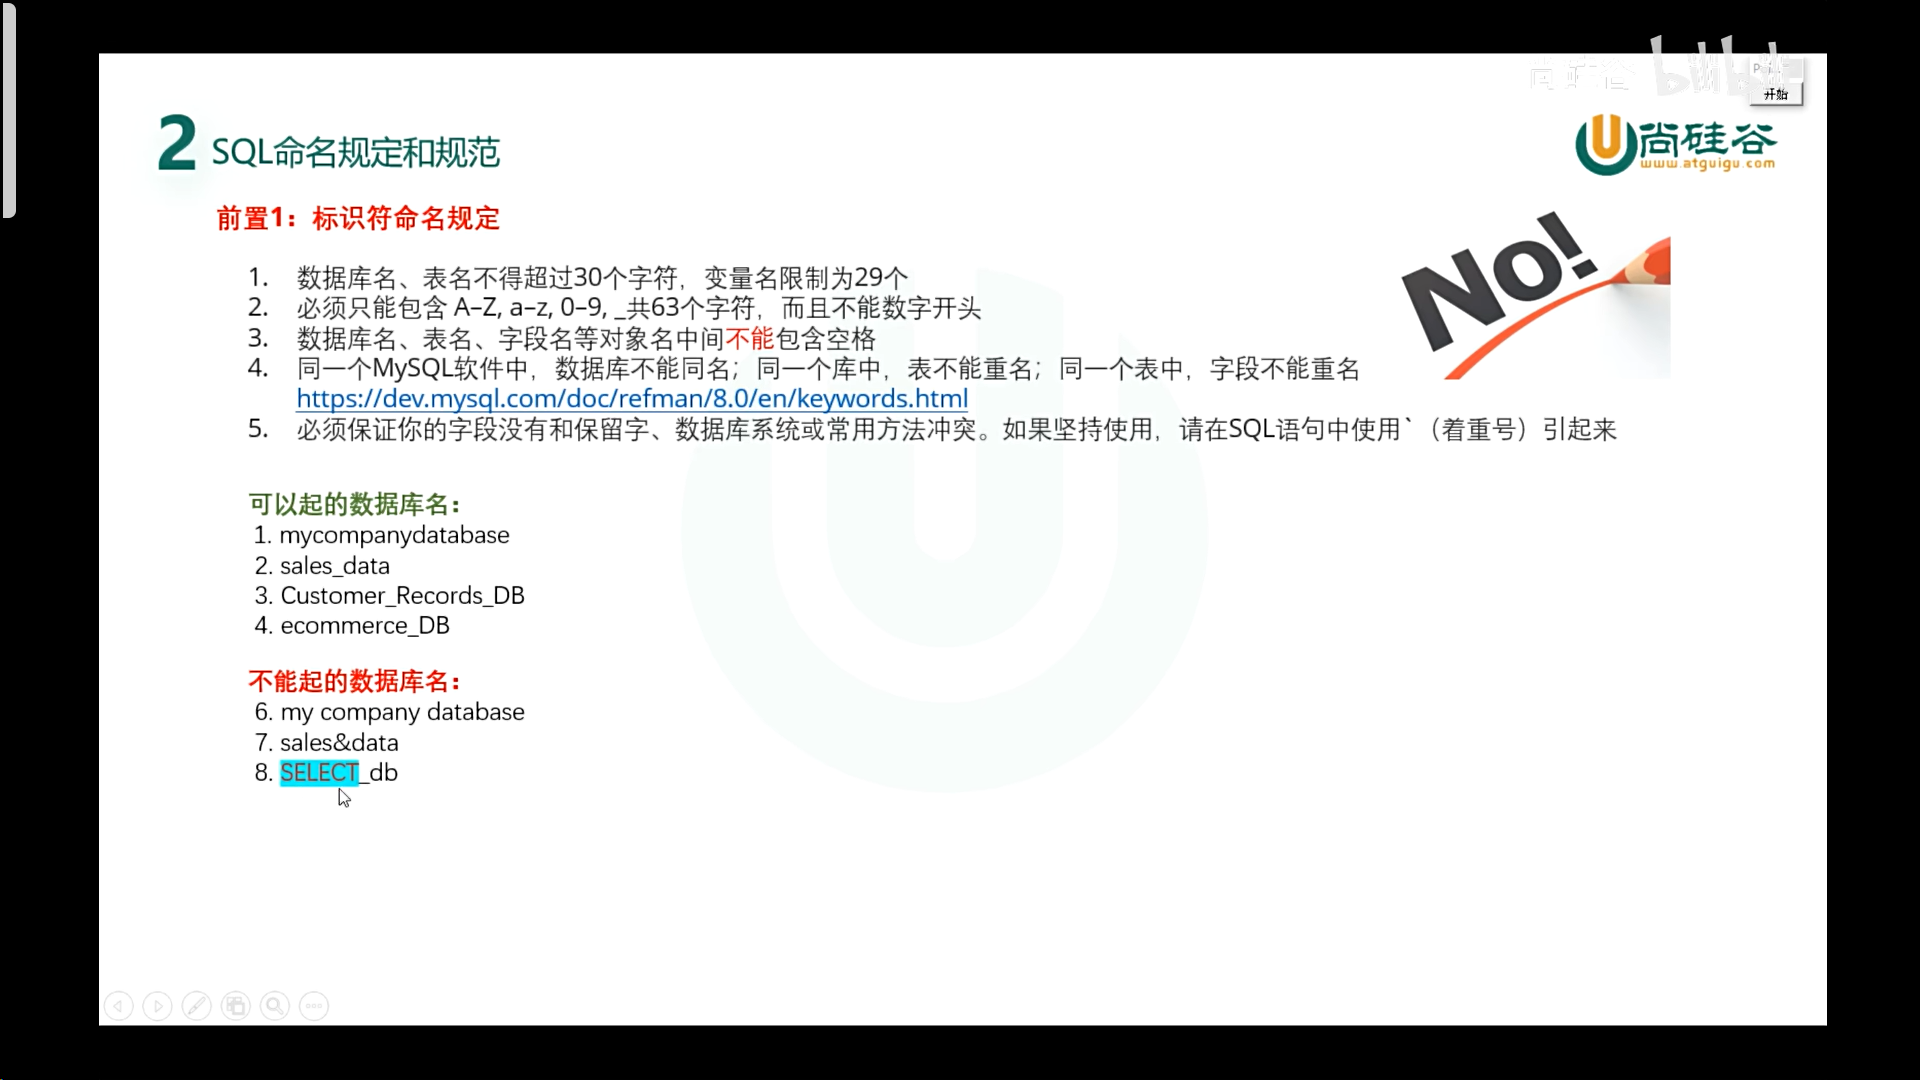 尚硅谷 bilibili
开始
2 SQL命名规定和规范
尚硅谷
www.atguigu.com
前置1：标识符命名规定
No!
1. 数据库名、表名不得超过30个字符，变量名限制为29个
2. 必须只能包含 A–Z, a–z, 0–9, _共63个字符，而且不能数字开头
3. 数据库名、表名、字段名等对象名中间不能包含空格
4. 同一个MySQL软件中，数据库不能同名；同一个库中，表不能重名；同一个表中，字段不能重名
https://dev.mysql.com/doc/refman/8.0/en/keywords.html
5. 必须保证你的字段没有和保留字、数据库系统或常用方法冲突。如果坚持使用，请在SQL语句中使用`（着重号）引起来
可以起的数据库名：
1. mycompanydatabase
2. sales_data
3. Customer_Records_DB
4. ecommerce_DB
不能起的数据库名：
6. my company database
7. sales&data
8. SELECT_db